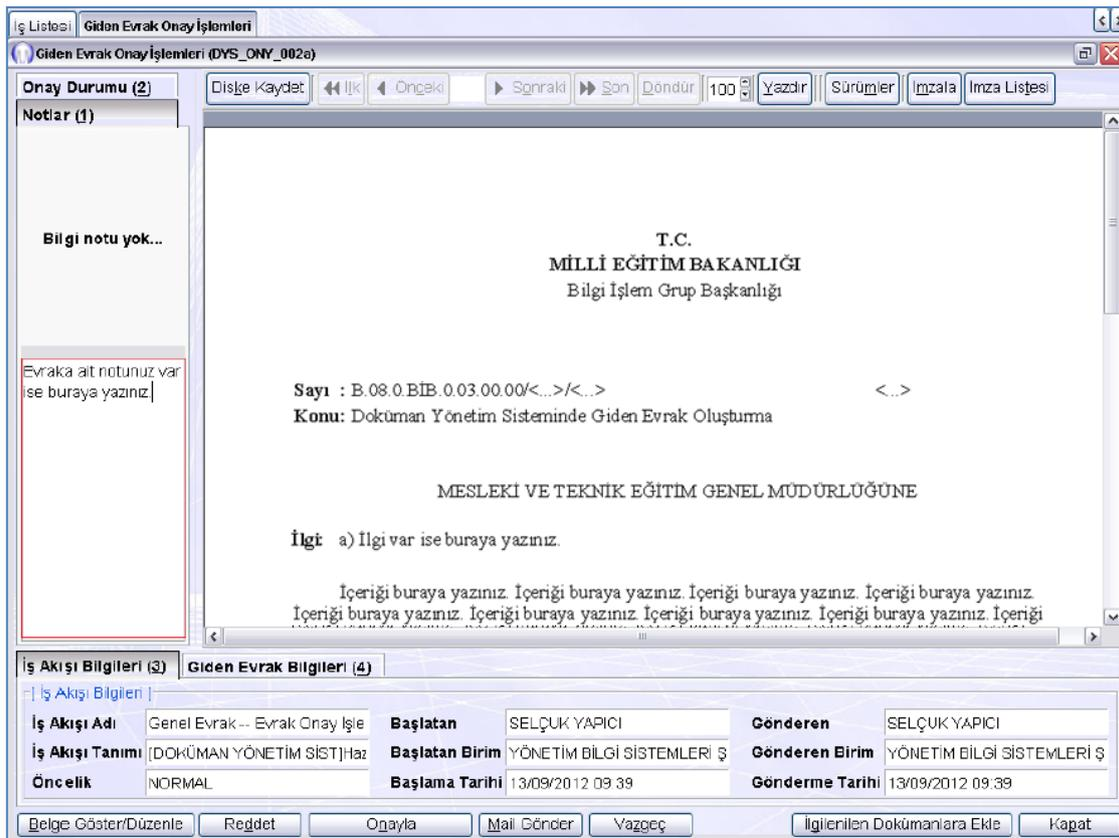 İş Listesi Giden Evrak Onay İşlemleri
Giden Evrak Onay İşlemleri (DYS_ONY_002a)
Onay Durumu (2)
Notlar (1)
Diske Kaydet İlk Önceki Sonraki Son Döndür 100 Yazdır Sürümler İmzala İmza Listesi
Bilgi notu yok...
Evraka ait notunuz var
ise buraya yazınız.
T.C.
MİLLİ EĞİTİM BAKANLIĞI
Bilgi İşlem Grup Başkanlığı
Sayı : B.08.0.BİB.0.03.00.00/<...>/<...> <...>
Konu: Doküman Yönetim Sisteminde Giden Evrak Oluşturma
MESLEKİ VE TEKNİK EĞİTİM GENEL MÜDÜRLÜĞÜNE
İlgi: a) İlgi var ise buraya yazınız.
İçeriği buraya yazınız. İçeriği buraya yazınız. İçeriği buraya yazınız. İçeriği buraya yazınız.
İçeriği buraya yazınız. İçeriği buraya yazınız. İçeriği buraya yazınız. İçeriği buraya yazınız. İçeriği
İş Akışı Bilgileri (3) Giden Evrak Bilgileri (4)
[ İş Akışı Bilgileri ]
İş Akışı Adı Genel Evrak -- Evrak Onay İşle Başlatan SELÇUK YAPICI Gönderen SELÇUK YAPICI
İş Akışı Tanımı [DOKÜMAN YÖNETİM SİST]Haz Başlatan Birim YÖNETİM BİLGİ SİSTEMLERİ Ş Gönderen Birim YÖNETİM BİLGİ SİSTEMLERİ Ş
Öncelik NORMAL Başlama Tarihi 13/09/2012 09:39 Gönderme Tarihi 13/09/2012 09:39
Belge Göster/Düzenle Reddet Onayla Mail Gönder Vazgeç İlgilenilen Dokümanlara Ekle Kapat